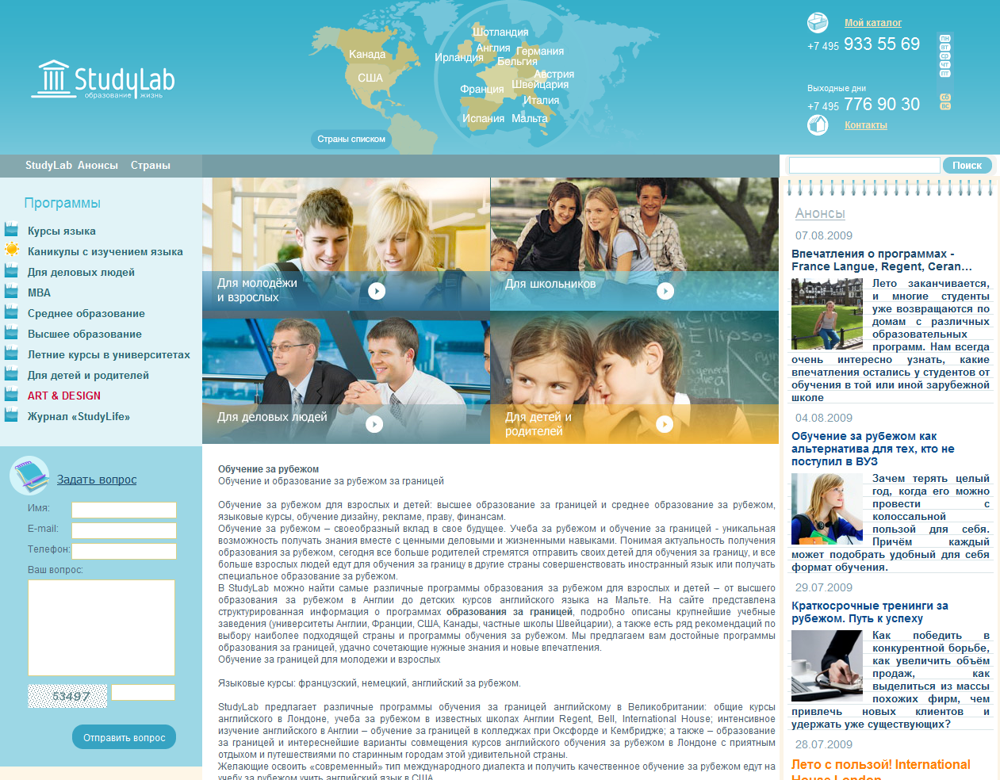 StudyLab
образование жизнь
Канада
США
Шотландия
Англия
Ирландия
Германия
Бельгия
Австрия
Швейцария
Франция
Италия
Испания
Мальта
Страны списком
Мой каталог
+7 495 933 55 69
пн
вт
ср
чт
пт
Выходные дни
+7 495 776 90 30
сб
вс
Контакты
StudyLab Анонсы Страны
Поиск
Программы
Курсы языка
Каникулы с изучением языка
Для деловых людей
MBA
Среднее образование
Высшее образование
Летние курсы в университетах
Для детей и родителей
ART & DESIGN
Журнал «StudyLife»
Задать вопрос
Имя:
E-mail:
Телефон:
Ваш вопрос:
53497
Отправить вопрос
Для молодёжи
и взрослых
Для школьников
Для деловых людей
Для детей и
родителей
Ellipses
Обучение за рубежом
Обучение и образование за рубежом за границей
Обучение за рубежом для взрослых и детей: высшее образование за границей и среднее образование за рубежом,
языковые курсы, обучение дизайну, рекламе, праву, финансам.
Обучение за рубежом – своеобразный вклад в свое будущее. Учеба за рубежом и обучение за границей - уникальная
возможность получать знания вместе с ценными деловыми и жизненными навыками. Понимая актуальность получения
образования за рубежом, сегодня все больше родителей стремятся отправить своих детей для обучения за границу, и все
больше взрослых людей едут для обучения за границу в другие страны совершенствовать иностранный язык или получать
специальное образование за рубежом.
В StudyLab можно найти самые различные программы образования за рубежом для взрослых и детей – от высшего
образования за рубежом в Англии до детских курсов английского языка на Мальте. На сайте представлена
структурированная информация о программах образования за границей, подробно описаны крупнейшие учебные
заведения (университеты Англии, Франции, США, Канады, частные школы Швейцарии), а также есть ряд рекомендаций по
выбору наиболее подходящей страны и программы обучения за рубежом. Мы предлагаем вам достойные программы
образования за границей, удачно сочетающие нужные знания и новые впечатления.
Обучение за границей для молодежи и взрослых
Языковые курсы: французский, немецкий, английский за рубежом.
StudyLab предлагает различные программы обучения за границей английскому в Великобритании: общие курсы
английского в Лондоне, учеба за рубежом в известных школах Англии Regent, Bell, International House; интенсивное
изучение английского в Англии – обучение за границей в колледжах при Оксфорде и Кембридже; а также – образование
за границей и интереснейшие варианты совмещения курсов английского обучения за рубежом в Лондоне с приятным
отдыхом и путешествиями по старинным городам этой удивительной страны.
Желающие освоить «современный» тип международного диалекта и получить качественное обучение за рубежом едут на
учебу за рубежом учить английский язык в США
Анонсы
07.08.2009
Впечатления о программах -
France Langue, Regent, Ceran...
Лето заканчивается,
и многие студенты
уже возвращаются по
домам с различных
образовательных
программ. Нам всегда
очень интересно узнать, какие
впечатления остались у студентов от
обучения в той или иной зарубежной
школе
04.08.2009
Обучение за рубежом как
альтернатива для тех, кто не
поступил в ВУЗ
Зачем терять целый
год, когда его можно
провести с
колоссальной
пользой для себя.
Причём каждый
может подобрать удобный для себя
формат обучения.
29.07.2009
Краткосрочные тренинги за
рубежом. Путь к успеху
Как победить в
конкурентной борьбе,
как увеличить объём
продаж, как
выделиться из массы
похожих фирм, чем
привлечь новых клиентов и
удержать уже существующих?
28.07.2009
Лето с пользой! International
House London